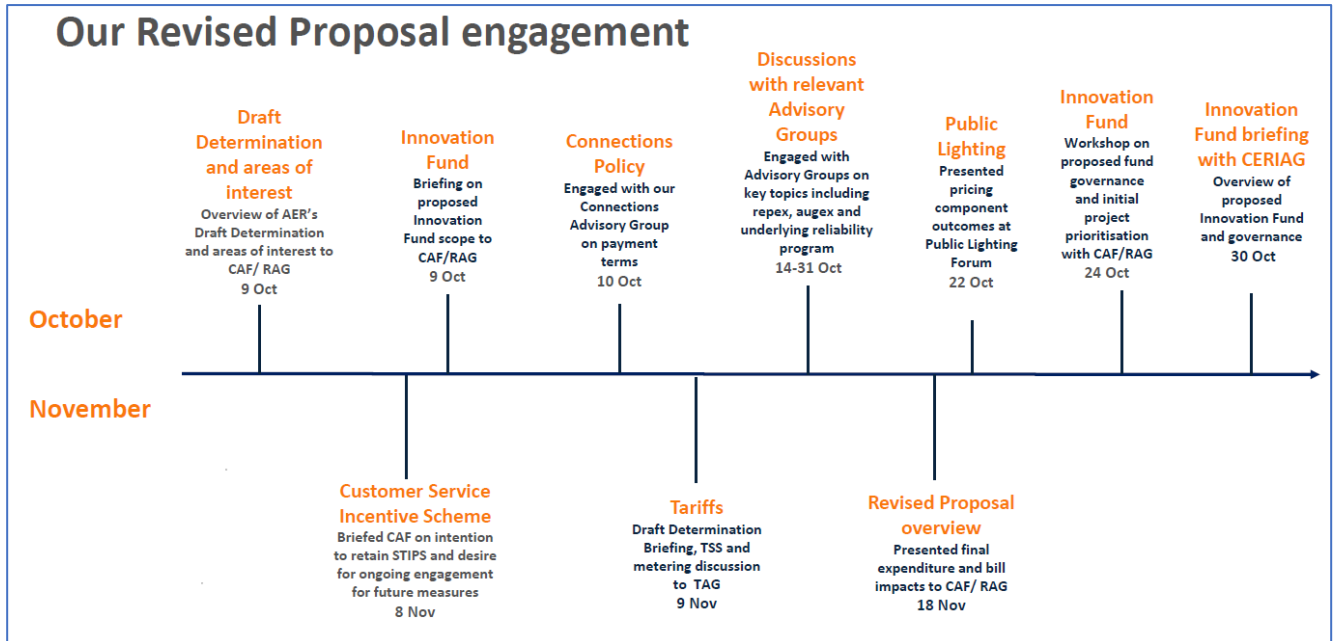 Our Revised Proposal engagement
October
Draft
Determination
and areas of
interest
Overview of AER's
Draft Determination
and areas of interest to
CAF/ RAG
9 Oct
Innovation
Fund
Briefing on
proposed
Innovation
Fund scope to
CAF/RAG
9 Oct
Connections
Policy
Engaged with our
Connections
Advisory Group
on payment
terms
10 Oct
Discussions
with relevant
Advisory
Groups
Engaged with
Advisory Groups on
key topics including
repex, augex and
underlying reliability
program
14-31 Oct
Public
Lighting
Presented
pricing
component
outcomes at
Public Lighting
Forum
22 Oct
Innovation
Fund
Workshop on
proposed fund
governance
and initial
project
prioritisation
with CAF/RAG
24 Oct
Innovation
Fund briefing
with CERIAG
Overview of
proposed
Innovation Fund
and governance
30 Oct
November
Customer Service
Incentive Scheme
Briefed CAF on intention
to retain STIPS and desire
for ongoing engagement
for future measures
8 Nov
Tariffs
Draft Determination
Briefing, TSS and
metering discussion
to TAG
9 Nov
Revised Proposal
overview
Presented final
expenditure and bill
impacts to CAF/ RAG
18 Nov